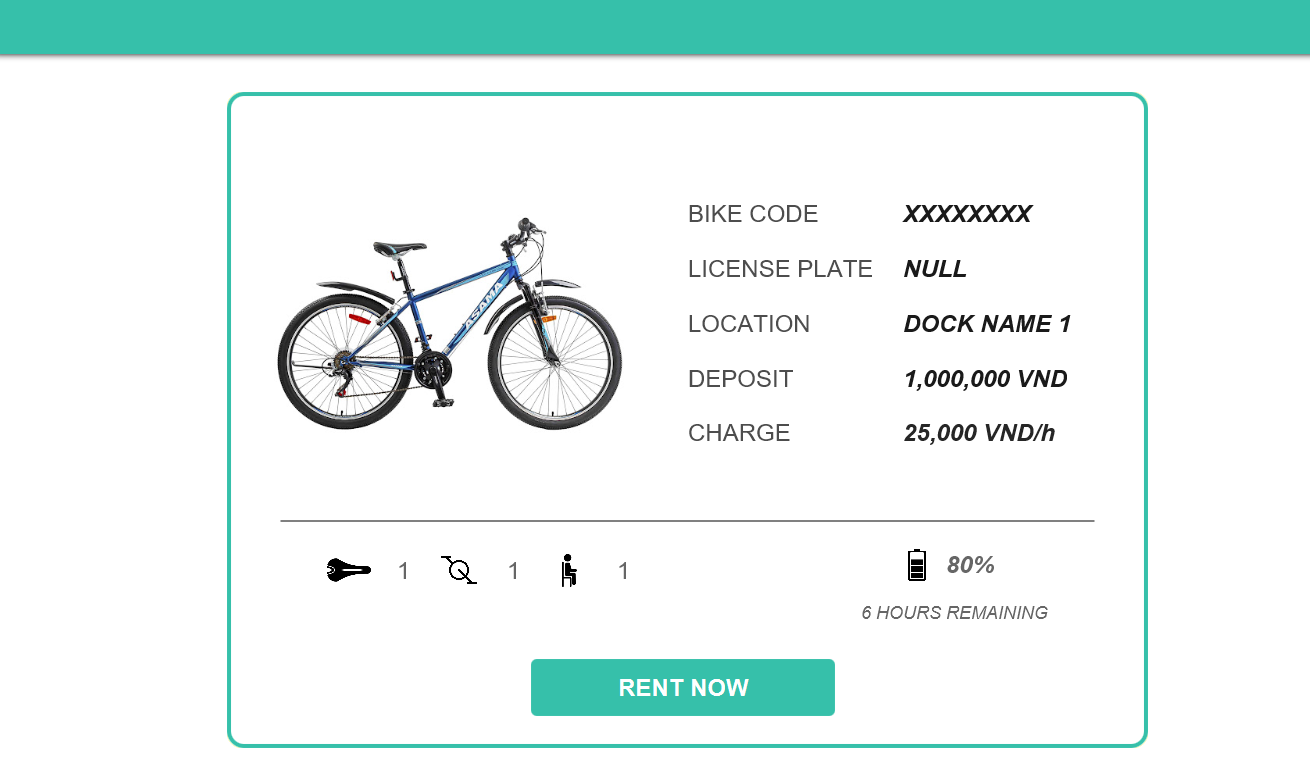 ASAMA
BIKE CODE XXXXXXXX
LICENSE PLATE NULL
LOCATION DOCK NAME 1
DEPOSIT 1,000,000 VND
CHARGE 25,000 VND/h
1 1 1 80%
6 HOURS REMAINING
RENT NOW